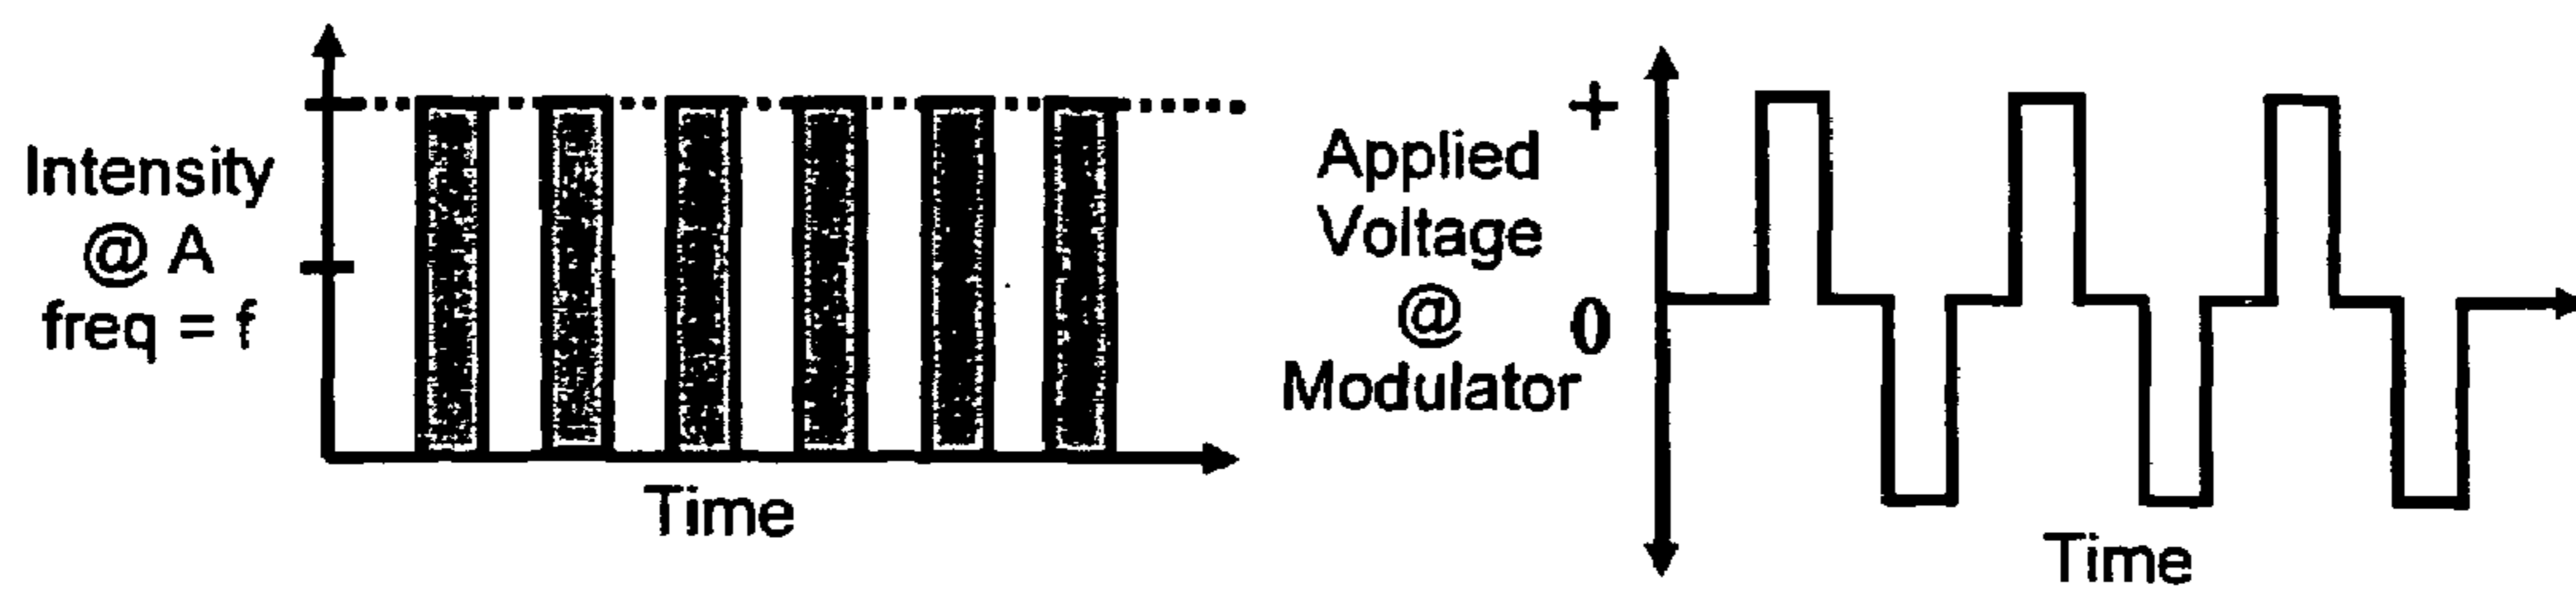 Intensity
@ A
freq = f
Time
+
Applied
Voltage
@
Modulator
0
Time